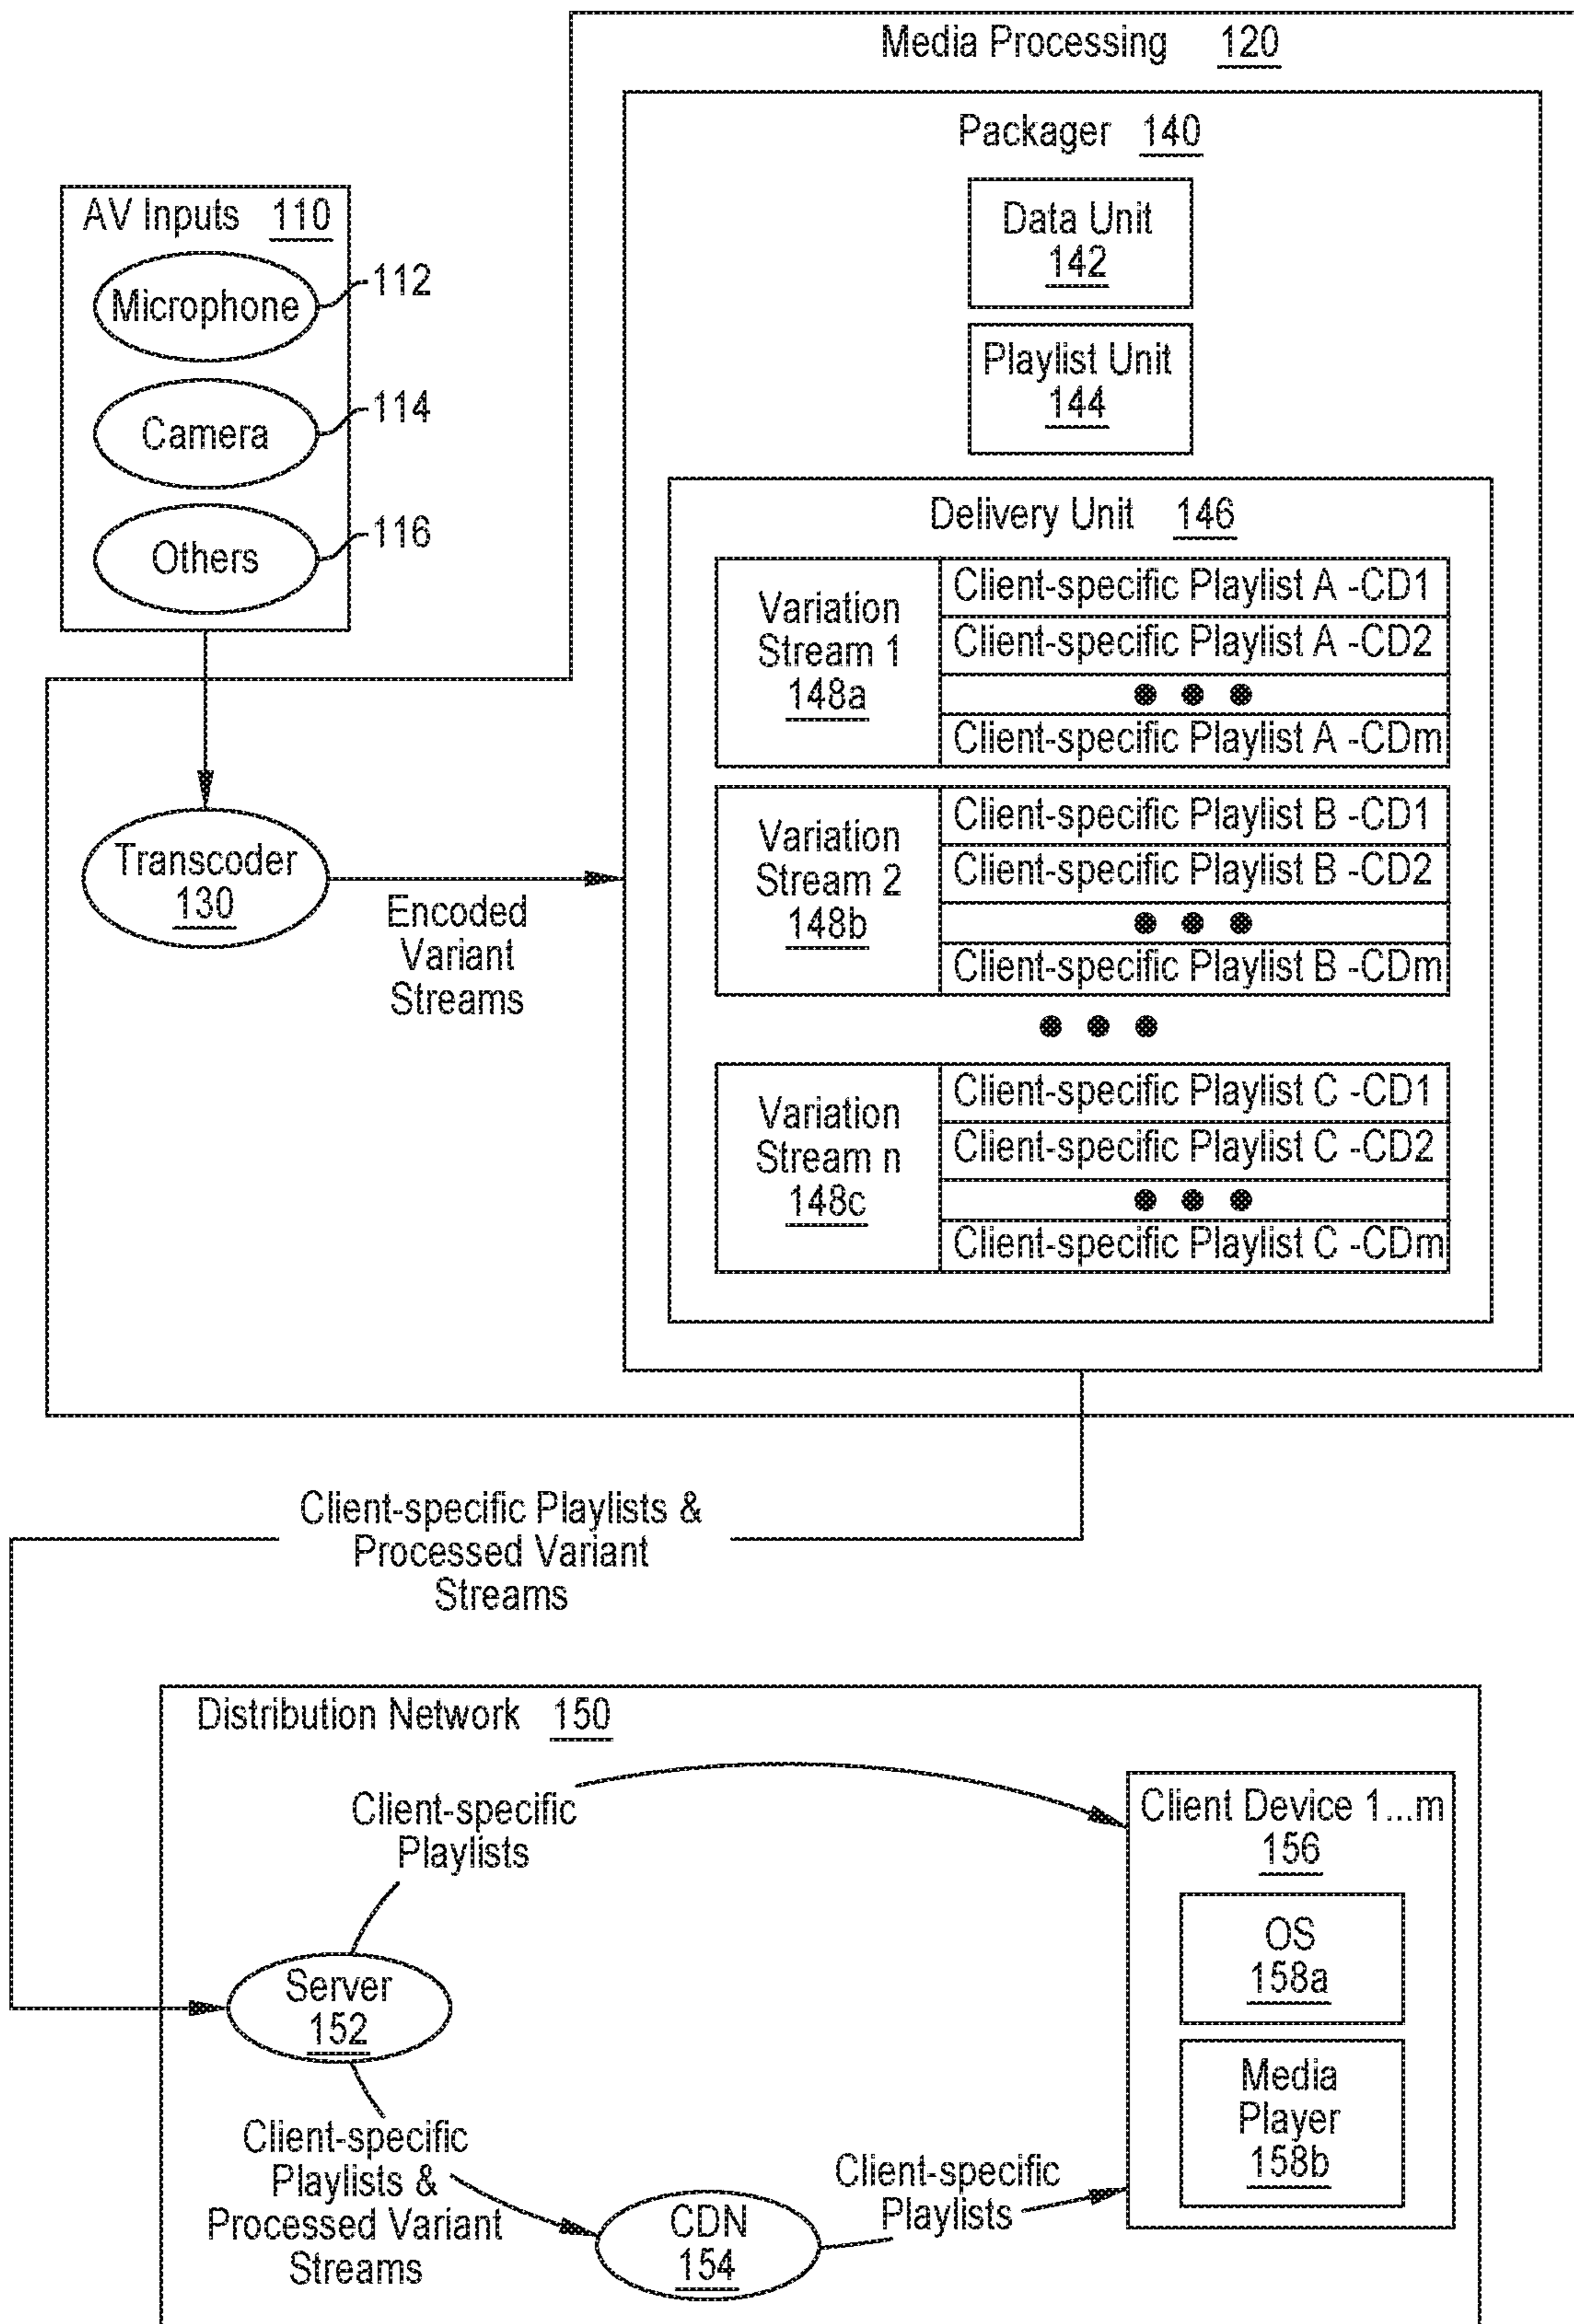 Media Processing 120
Packager 140
Data Unit
142
Playlist Unit
144
AV Inputs 110
Microphone
112
Camera
114
Others
116
Delivery Unit 146
Variation
Stream 1
148a
Client-specific Playlist A -CD1
Client-specific Playlist A -CD2
Client-specific Playlist A -CDm
Variation
Stream 2
148b
Client-specific Playlist B -CD1
Client-specific Playlist B -CD2
Client-specific Playlist B -CDm
Variation
Stream n
148c
Client-specific Playlist C -CD1
Client-specific Playlist C -CD2
Client-specific Playlist C -CDm
Transcoder
130
Encoded
Variant
Streams
Client-specific Playlists &
Processed Variant
Streams
Distribution Network 150
Client-specific
Playlists
Client Device 1...m
156
OS
158a
Media
Player
158b
Server
152
Client-specific
Playlists &
Processed Variant
Streams
CDN
154
Client-specific
Playlists